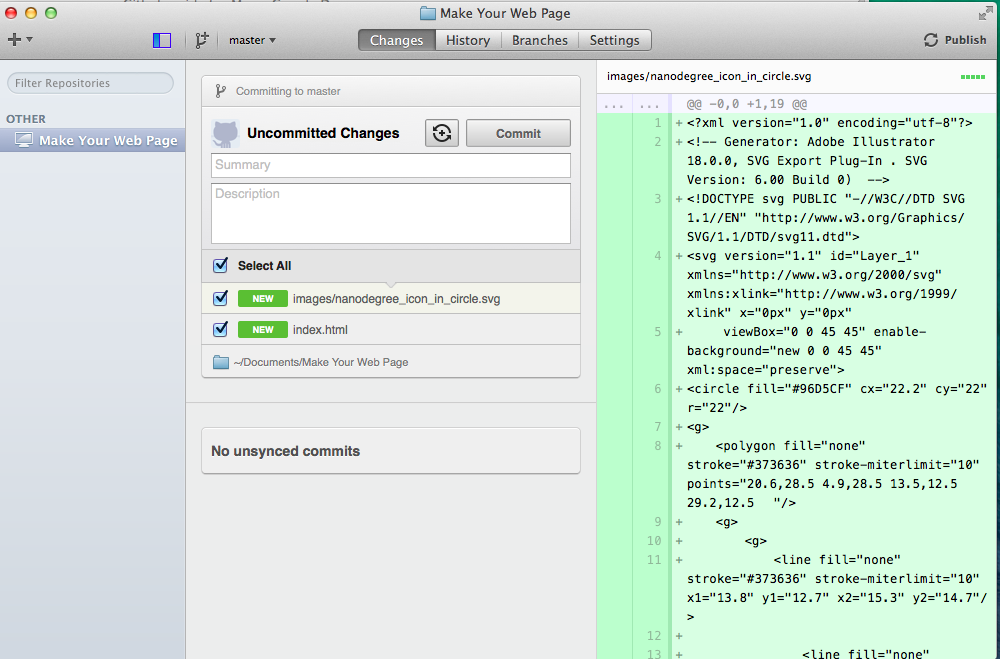 Make Your Web Page
master
Changes
History
Branches
Settings
Publish
Filter Repositories
OTHER
Make Your Web Page
Committing to master
Uncommitted Changes
Commit
Summary
Description
Select All
NEW images/nanodegree_icon_in_circle.svg
NEW index.html
~/Documents/Make Your Web Page
No unsynced commits
images/nanodegree_icon_in_circle.svg
... ... @@ -0,0 +1,19 @@
1 +<?xml version="1.0" encoding="utf-8"?>
2 +<!-- Generator: Adobe Illustrator
18.0.0, SVG Export Plug-In . SVG
Version: 6.00 Build 0)  -->
3 +<!DOCTYPE svg PUBLIC "-//W3C//DTD SVG
1.1//EN" "http://www.w3.org/Graphics/
SVG/1.1/DTD/svg11.dtd">
4 +<svg version="1.1" id="Layer_1"
xmlns="http://www.w3.org/2000/svg"
xmlns:xlink="http://www.w3.org/1999/
xlink" x="0px" y="0px"
5 +     viewBox="0 0 45 45" enable-
background="new 0 0 45 45"
xml:space="preserve">
6 +<circle fill="#96D5CF" cx="22.2" cy="22"
r="22"/>
7 +<g>
8 +    <polygon fill="none"
stroke="#373636" stroke-miterlimit="10"
points="20.6,28.5 4.9,28.5 13.5,12.5
29.2,12.5   "/>
9 +    <g>
10 +        <g>
11 +            <line fill="none"
stroke="#373636" stroke-miterlimit="10"
x1="13.8" y1="12.7" x2="15.3" y2="14.7"/
>
12 +
13 +                <line fill="none"